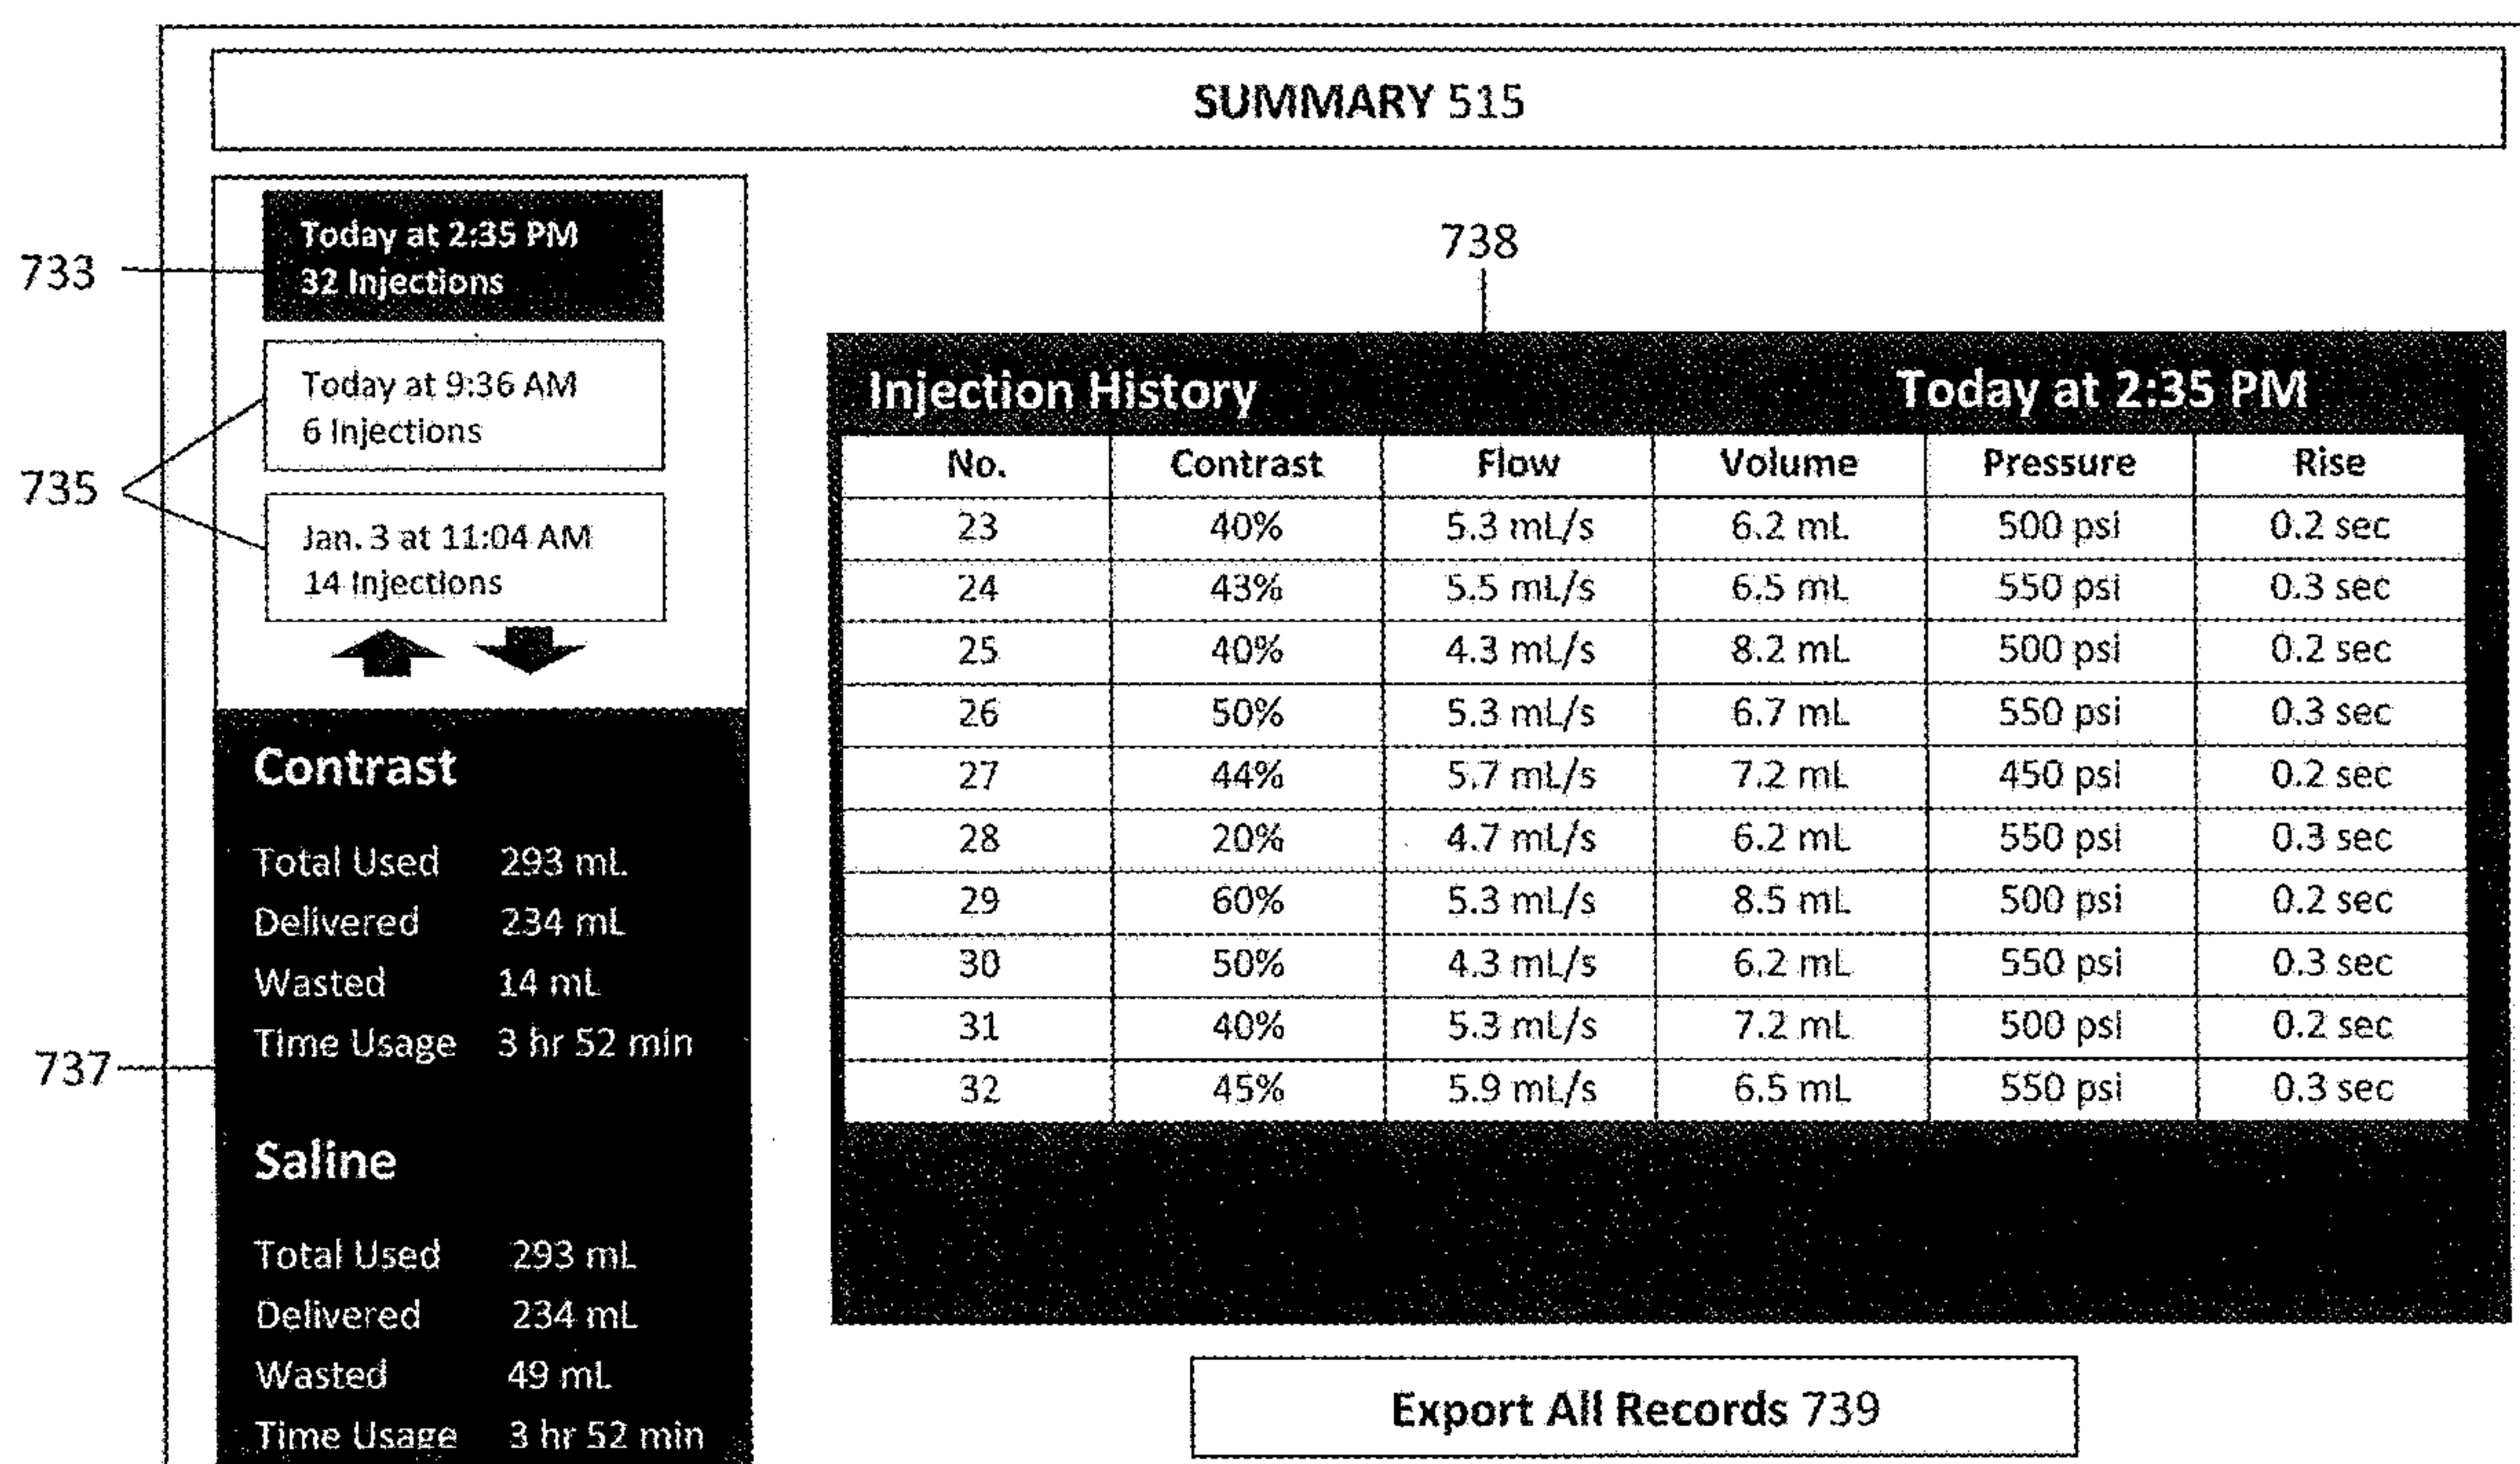 SUMMARY 515
733
Today at 2:35 PM
32 Injections
735
Today at 9:36 AM
6 Injections
Jan. 3 at 11:04 AM
14 Injections
737
Contrast
Total Used 293 mL
Delivered 234 mL
Wasted 14 mL
Time Usage 3 hr 52 min
Saline
Total Used 293 mL
Delivered 234 mL
Wasted 49 mL
Time Usage 3 hr 52 min
738
Injection History Today at 2:35 PM
No. Contrast Flow Volume Pressure Rise
23 40% 5.3 mL/s 6.2 mL 500 psi 0.2 sec
24 43% 5.5 mL/s 6.5 mL 550 psi 0.3 sec
25 40% 4.3 mL/s 8.2 mL 500 psi 0.2 sec
26 50% 5.3 mL/s 6.7 mL 550 psi 0.3 sec
27 44% 5.7 mL/s 7.2 mL 450 psi 0.2 sec
28 20% 4.7 mL/s 6.2 mL 550 psi 0.3 sec
29 60% 5.3 mL/s 8.5 mL 500 psi 0.2 sec
30 50% 4.3 mL/s 6.2 mL 550 psi 0.3 sec
31 40% 5.3 mL/s 7.2 mL 500 psi 0.2 sec
32 45% 5.9 mL/s 6.5 mL 550 psi 0.3 sec
Export All Records 739